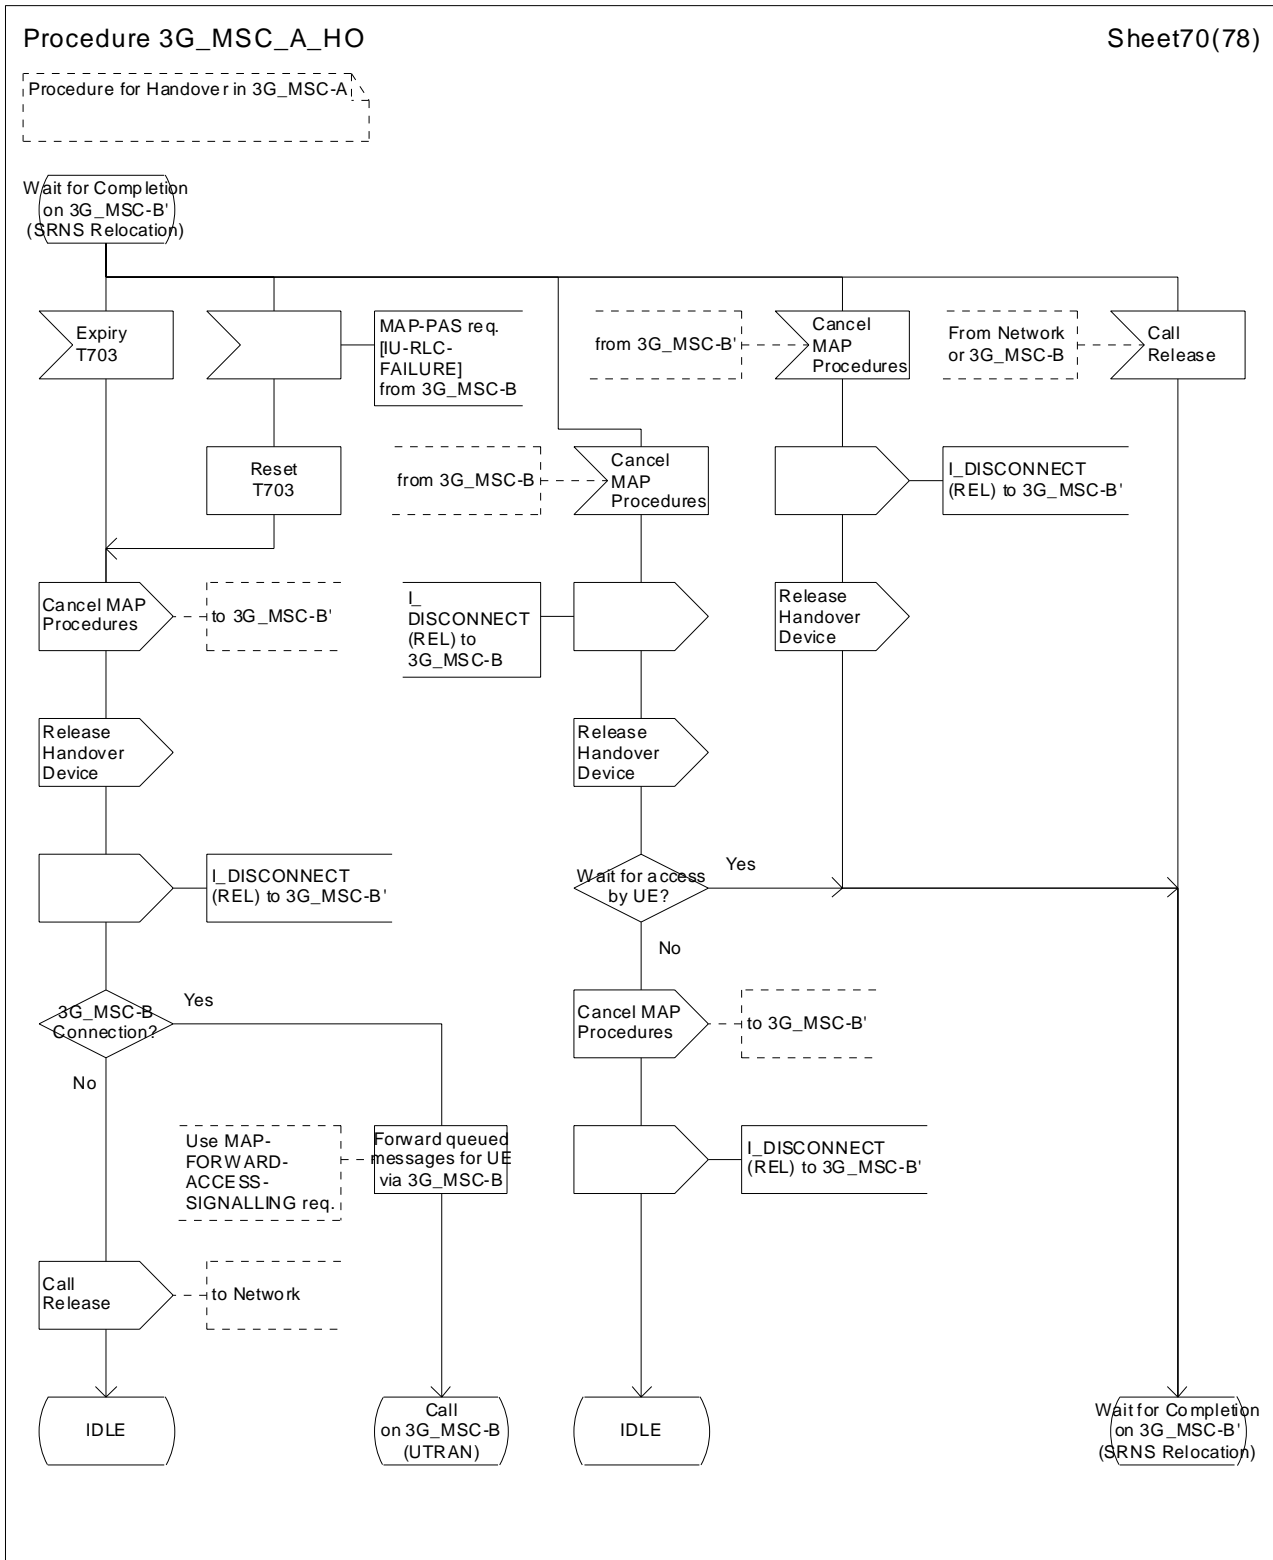 Procedure 3G_MSC_A_HO
Sheet70(78)
Procedure for Handover in 3G_MSC-A
Wait for Completion
on 3G_MSC-B'
(SRNS Relocation)
Expiry
T703
MAP-PAS req.
[IU-RLC-
FAILURE]
from 3G_MSC-B
from 3G_MSC-B'
Cancel
MAP
Procedures
From Network
or 3G_MSC-B
Call
Release
Reset
T703
from 3G_MSC-B
Cancel
MAP
Procedures
I_DISCONNECT
(REL) to 3G_MSC-B'
Cancel MAP
Procedures
to 3G_MSC-B'
I_
DISCONNECT
(REL) to
3G_MSC-B
Release
Handover
Device
Release
Handover
Device
Release
Handover
Device
I_DISCONNECT
(REL) to 3G_MSC-B'
Wait for access
by UE?
Yes
No
3G_MSC-B
Connection?
Yes
No
Cancel MAP
Procedures
to 3G_MSC-B'
Use MAP-
FORWARD-
ACCESS-
SIGNALLING req.
Forward queued
messages for UE
via 3G_MSC-B
I_DISCONNECT
(REL) to 3G_MSC-B'
Call
Release
to Network
IDLE
Call
on 3G_MSC-B
(UTRAN)
IDLE
Wait for Completion
on 3G_MSC-B'
(SRNS Relocation)